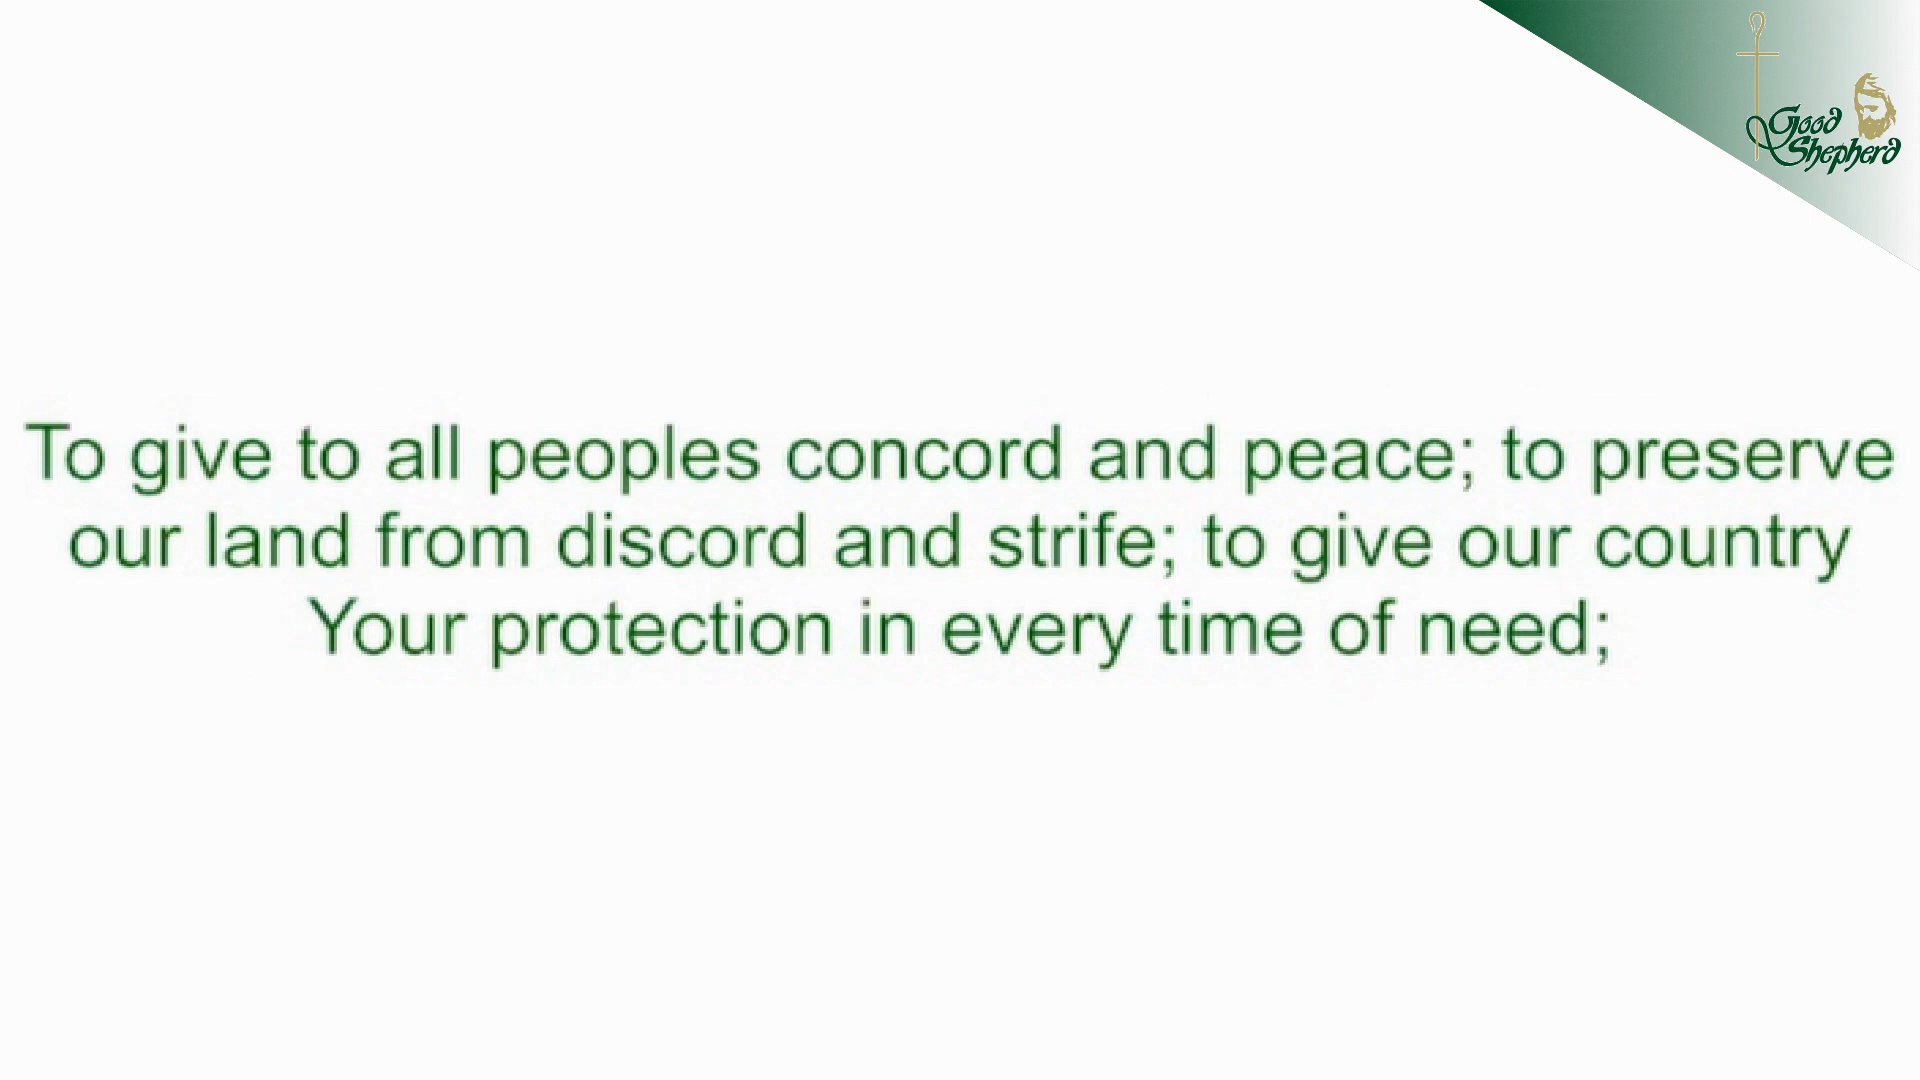 Good
Shepherd
To give to all peoples concord and peace; to preserve
our land from discord and strife; to give our country
Your protection in every time of need;